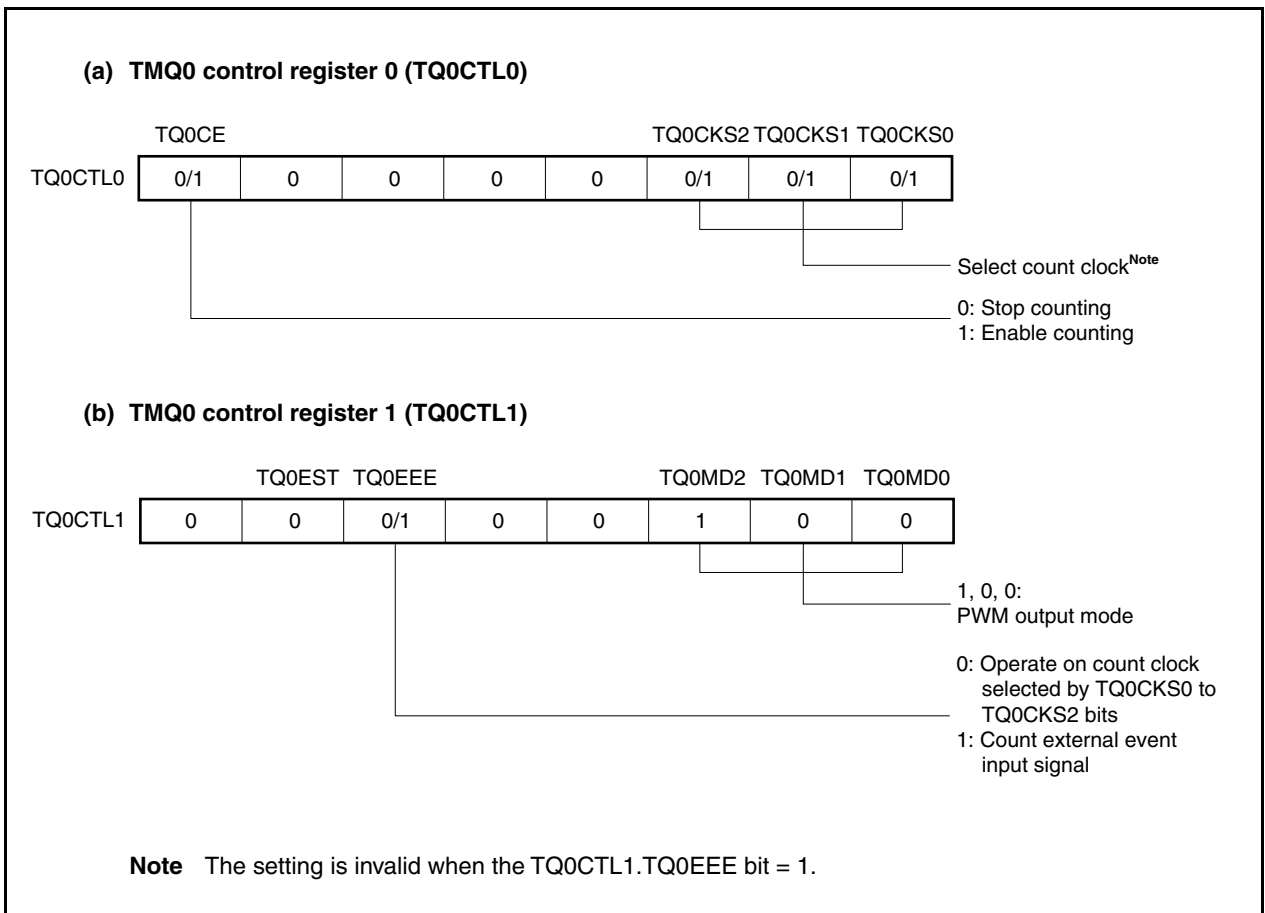 (a) TMQ0 control register 0 (TQ0CTL0)
TQ0CE TQ0CKS2 TQ0CKS1 TQ0CKS0
TQ0CTL0 0/1 0 0 0 0 0/1 0/1 0/1
Select count clockNote
0: Stop counting
1: Enable counting
(b) TMQ0 control register 1 (TQ0CTL1)
TQ0EST TQ0EEE TQ0MD2 TQ0MD1 TQ0MD0
TQ0CTL1 0 0 0/1 0 0 1 0 0
1, 0, 0:
PWM output mode
0: Operate on count clock
selected by TQ0CKS0 to
TQ0CKS2 bits
1: Count external event
input signal
Note The setting is invalid when the TQ0CTL1.TQ0EEE bit = 1.